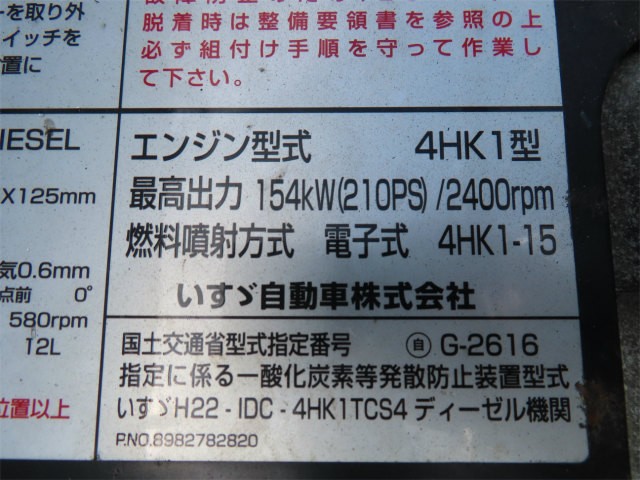 を取り外
イッチを
置に
脱着時は整備要領書を参照の上
必ず組付け手順を守って作業し
て下さい。
IESEL
X125mm
気0.6mm
点前 0°
580rpm
12L
位置以上
エンジン型式 4HK1型
最高出力 154kW(210PS)/2400rpm
燃料噴射方式 電子式 4HK1-15
いすゞ自動車株式会社
国土交通省型式指定番号 自 G-2616
指定に係る一酸化炭素等発散防止装置型式
いすゞH22-IDC-4HK1TCS4 ディーゼル機関
P.NO.8982782820